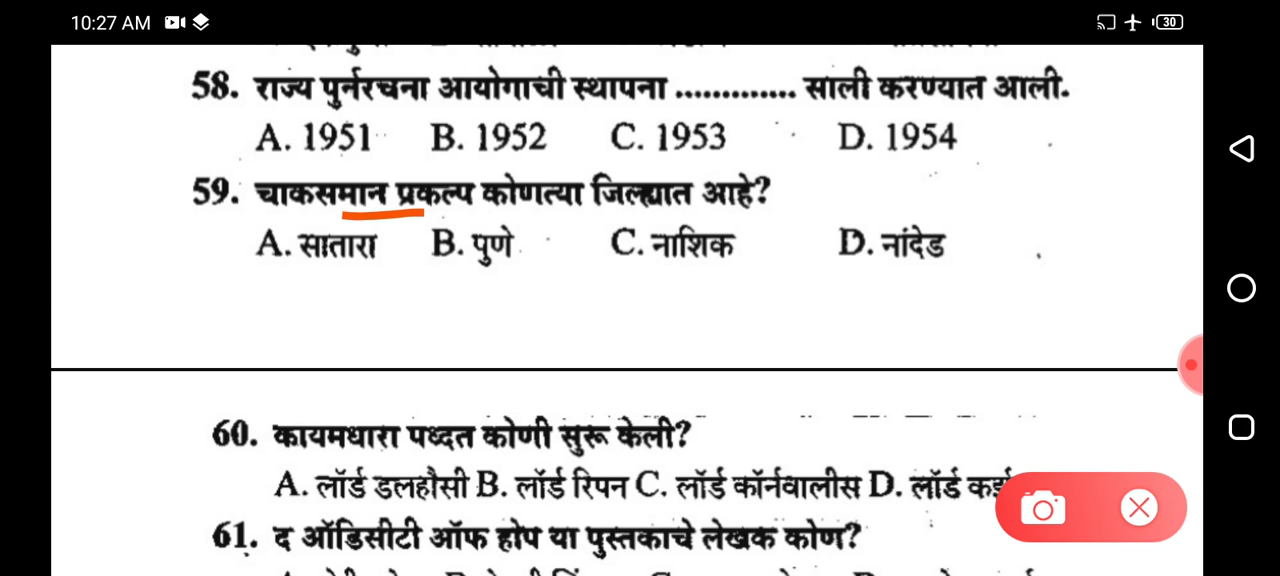 10:27 AM
30
58. राज्य पुर्नरचना आयोगाची स्थापना ............. साली करण्यात आली.
A. 1951 B. 1952 C. 1953 D. 1954
59. चाकसमान प्रकल्प कोणत्या जिल्ह्यात आहे?
A. सातारा B. पुणे C. नाशिक D. नांदेड
60. कायमधारा पध्दत कोणी सुरू केली?
A. लॉर्ड डलहौसी B. लॉर्ड रिपन C. लॉर्ड कॉर्नवालीस D. लॉर्ड
61. द ऑडिसीटी ऑफ होप या पुस्तकाचे लेखक कोण?